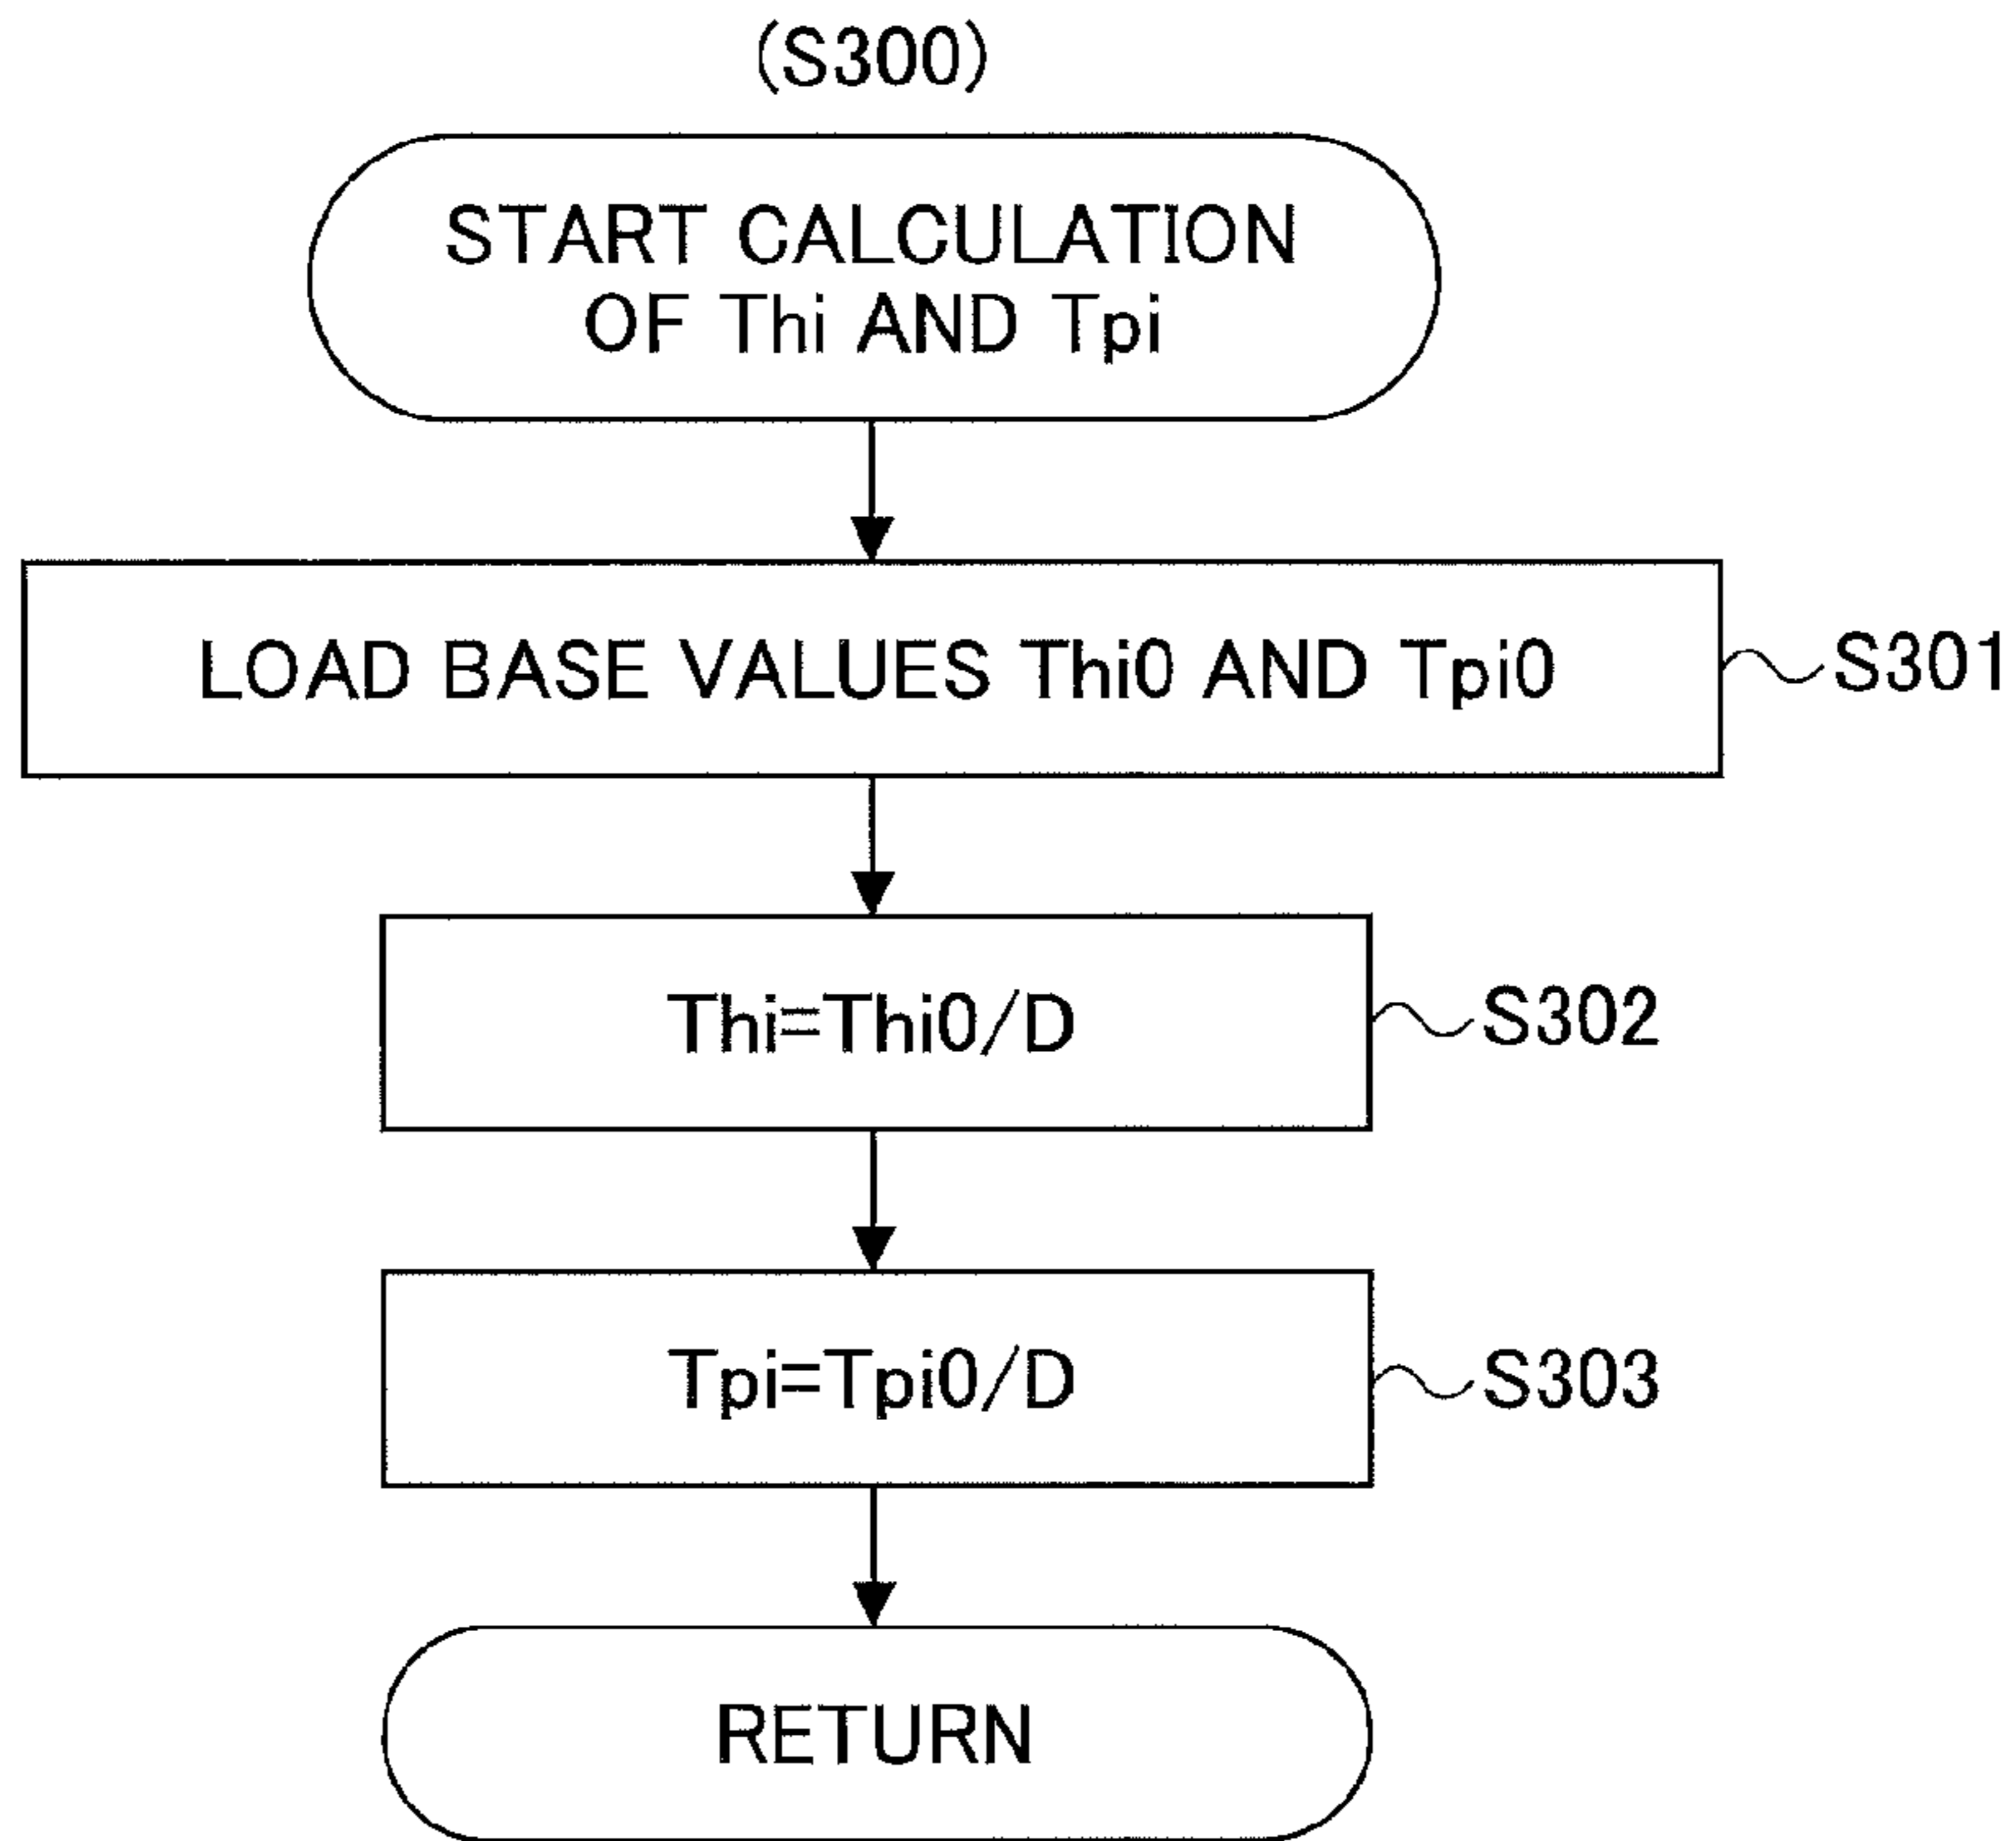 (S300)
START CALCULATION
OF Thi AND Tpi
LOAD BASE VALUES Thi0 AND Tpi0
S301
Thi=Thi0/D
S302
Tpi=Tpi0/D
S303
RETURN